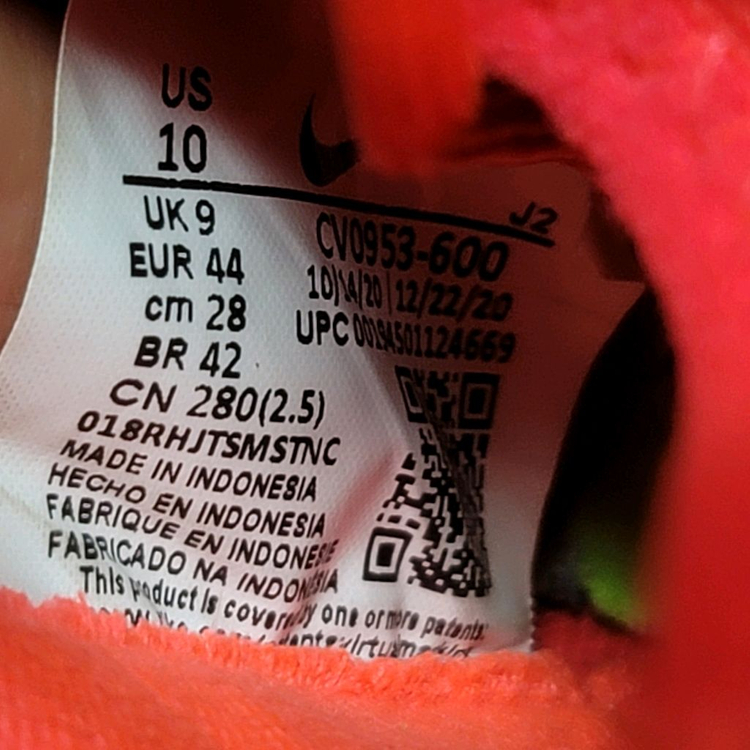 US
10
J2
UK 9
EUR 44
cm 28
BR 42
CN 280(2.5)
CV0953-600
10/14/20 | 12/22/20
UPC 00194501124669
018RHJTSMSTNC
MADE IN INDONESIA
HECHO EN INDONESIA
FABRIQUE EN INDONESIE
FABRICADO NA INDONÉSIA
This product is covered by one or more patents.